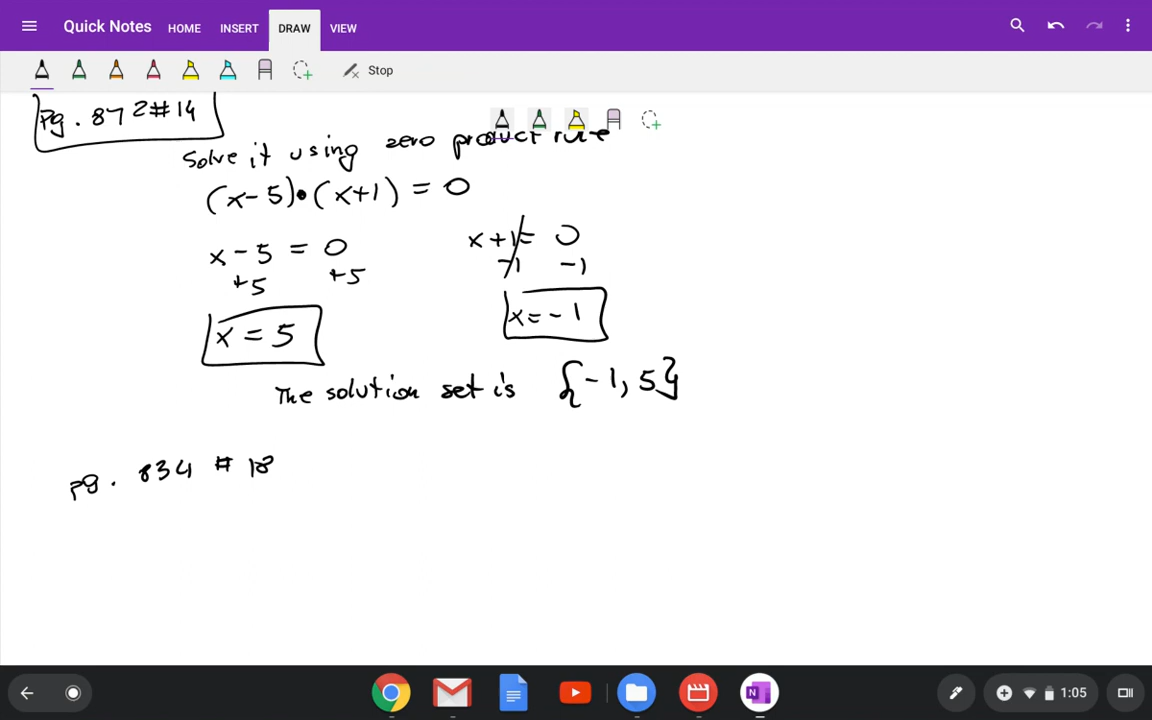 Quick Notes HOME INSERT DRAW VIEW
Stop
Pg. 872 #14
Solve it using zero product rule
(x-5)•(x+1) = 0
x - 5 = 0 x+1 = 0
+5 +5 -1 -1
x = 5 x = -1
The solution set is {-1, 5}
pg. 834 # 18
1:05